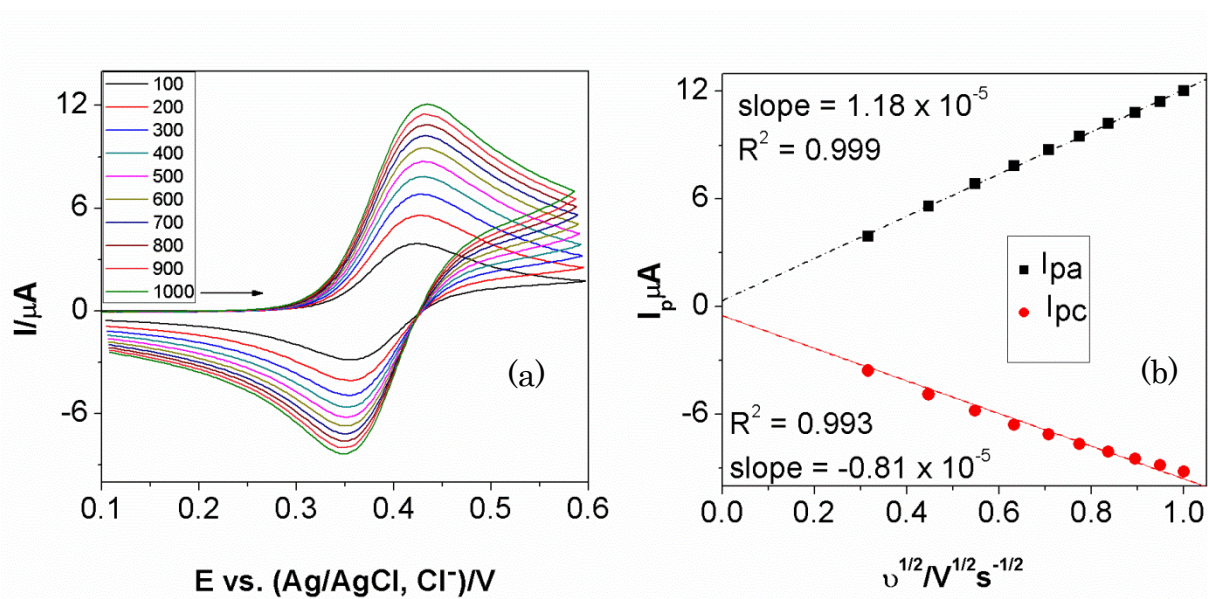 100
200
300
400
500
600
700
800
900
1000
12
6
0
-6
I/μA
0.1 0.2 0.3 0.4 0.5 0.6
E vs. (Ag/AgCl, Cl⁻)/V
(a)
slope = 1.18 x 10⁻⁵
R² = 0.999
Ipa
Ipc
(b)
R² = 0.993
slope = -0.81 x 10⁻⁵
12
6
0
-6
IpμA
0.0 0.2 0.4 0.6 0.8 1.0
υ^1/2/V^1/2s^-1/2